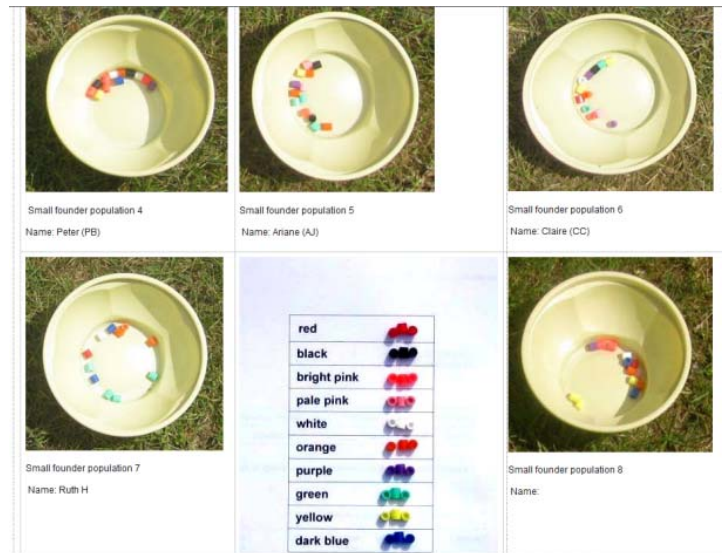 Small founder population 4
Name: Peter (PB)
Small founder population 5
Name: Ariane (AJ)
Small founder population 6
Name: Claire (CC)
Small founder population 7
Name: Ruth H
red
black
bright pink
pale pink
white
orange
purple
green
yellow
dark blue
Small founder population 8
Name: